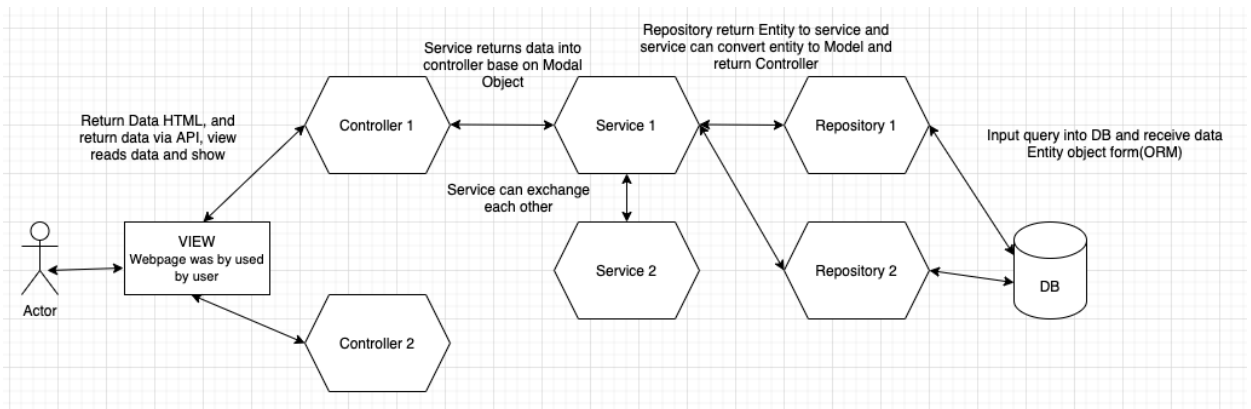 Repository return Entity to service and
service can convert entity to Model and
return Controller
Service returns data into
controller base on Modal
Object
Return Data HTML, and
return data via API, view
reads data and show
Controller 1
Service 1
Repository 1
Input query into DB and receive data
Entity object form(ORM)
Service can exchange
each other
VIEW
Webpage was by used
by user
Actor
Service 2
Repository 2
DB
Controller 2